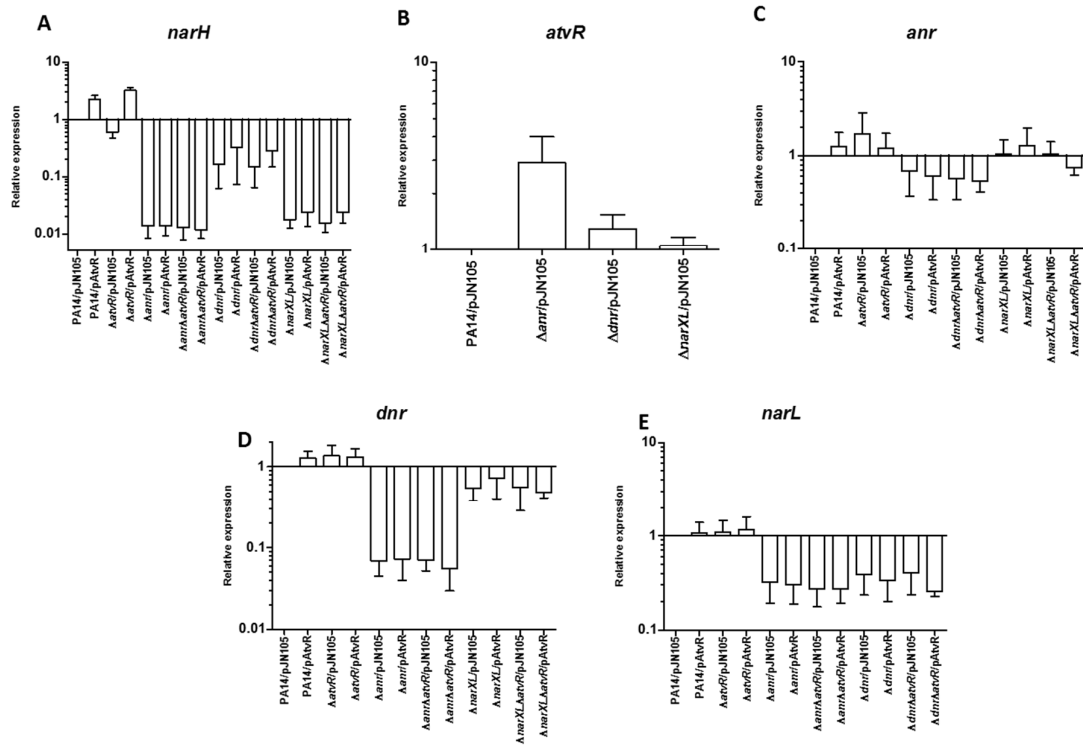 A
narH
Relative expression
10
1
0.1
0.01
PA14/pJN105
PA14/pAtvR
ΔatvR/pJN105
ΔatvR/pAtvR
Δanr/pJN105
Δanr/pAtvR
ΔanrΔatvR/pJN105
ΔanrΔatvR/pAtvR
Δdnr/pJN105
Δdnr/pAtvR
ΔdnrΔatvR/pJN105
ΔdnrΔatvR/pAtvR
ΔnarXL/pJN105
ΔnarXL/pAtvR
ΔnarXLΔatvR/pJN105
ΔnarXLΔatvR/pAtvR
B
atvR
Relative expression
10
1
PA14/pJN105
Δanr/pJN105
Δdnr/pJN105
ΔnarXL/pJN105
C
anr
Relative expression
10
1
0.1
PA14/pJN105
PA14/pAtvR
ΔatvR/pJN105
ΔatvR/pAtvR
Δdnr/pJN105
Δdnr/pAtvR
ΔdnrΔatvR/pJN105
ΔdnrΔatvR/pAtvR
ΔnarXL/pJN105
ΔnarXL/pAtvR
ΔnarXLΔatvR/pJN105
ΔnarXLΔatvR/pAtvR
D
dnr
Relative expression
1
0.1
0.01
PA14/pJN105
PA14/pAtvR
ΔatvR/pJN105
ΔatvR/pAtvR
Δanr/pJN105
Δanr/pAtvR
ΔanrΔatvR/pJN105
ΔanrΔatvR/pAtvR
ΔnarXL/pJN105
ΔnarXL/pAtvR
ΔnarXLΔatvR/pJN105
ΔnarXLΔatvR/pAtvR
E
narL
Relative expression
10
1
0.1
PA14/pJN105
PA14/pAtvR
ΔatvR/pJN105
ΔatvR/pAtvR
Δanr/pJN105
Δanr/pAtvR
ΔanrΔatvR/pJN105
ΔanrΔatvR/pAtvR
Δdnr/pJN105
Δdnr/pAtvR
ΔdnrΔatvR/pJN105
ΔdnrΔatvR/pAtvR